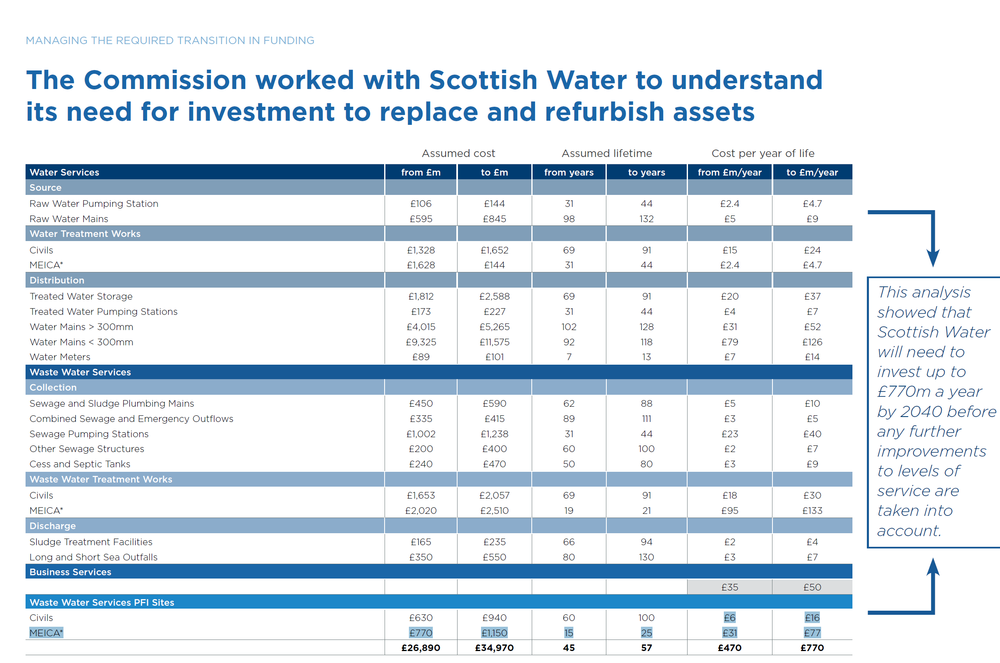 MANAGING THE REQUIRED TRANSITION IN FUNDING
The Commission worked with Scottish Water to understand
its need for investment to replace and refurbish assets
Assumed cost Assumed lifetime Cost per year of life
Water Services from £m to £m from years to years from £m/year to £m/year
Source
Raw Water Pumping Station £106 £144 31 44 £2.4 £4.7
Raw Water Mains £595 £845 98 132 £5 £9
Water Treatment Works
Civils £1,328 £1,652 69 91 £15 £24
MEICA* £1,628 £144 31 44 £2.4 £4.7
Distribution
Treated Water Storage £1,812 £2,588 69 91 £20 £37
Treated Water Pumping Stations £173 £227 31 44 £4 £7
Water Mains > 300mm £4,015 £5,265 102 128 £31 £52
Water Mains < 300mm £9,325 £11,575 92 118 £79 £126
Water Meters £89 £101 7 13 £7 £14
Waste Water Services
Collection
Sewage and Sludge Plumbing Mains £450 £590 62 88 £5 £10
Combined Sewage and Emergency Outflows £335 £415 89 111 £3 £5
Sewage Pumping Stations £1,002 £1,238 31 44 £23 £40
Other Sewage Structures £200 £400 60 100 £2 £7
Cess and Septic Tanks £240 £470 50 80 £3 £9
Waste Water Treatment Works
Civils £1,653 £2,057 69 91 £18 £30
MEICA* £2,020 £2,510 19 21 £95 £133
Discharge
Sludge Treatment Facilities £165 £235 66 94 £2 £4
Long and Short Sea Outfalls £350 £550 80 130 £3 £7
Business Services
£35 £50
Waste Water Services PFI Sites
Civils £630 £940 60 100 £6 £16
MEICA* £770 £1,150 15 25 £31 £77
£26,890 £34,970 45 57 £470 £770
This analysis
showed that
Scottish Water
will need to
invest up to
£770m a year
by 2040 before
any further
improvements
to levels of
service are
taken into
account.